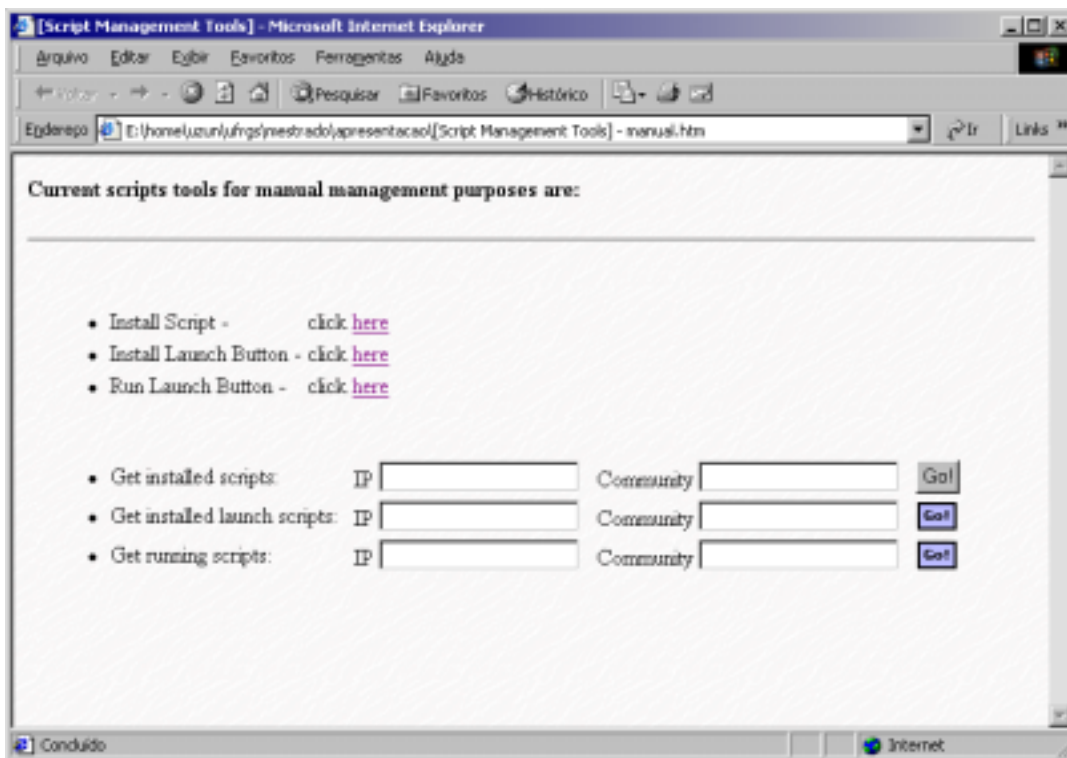 [Script Management Tools] - Microsoft Internet Explorer
Arquivo Editar Exibir Favoritos Ferramentas Ajuda
Voltar Pesquisar Favoritos Histórico
Endereço E:\home\uzun\ufrgs\mestrado\apresentacao\[Script Management Tools] - manual.htm Ir Links »
Current scripts tools for manual management purposes are:
• Install Script - click here
• Install Launch Button - click here
• Run Launch Button - click here
• Get installed scripts: IP Community Go!
• Get installed launch scripts: IP Community Go!
• Get running scripts: IP Community Go!
Concluído Internet